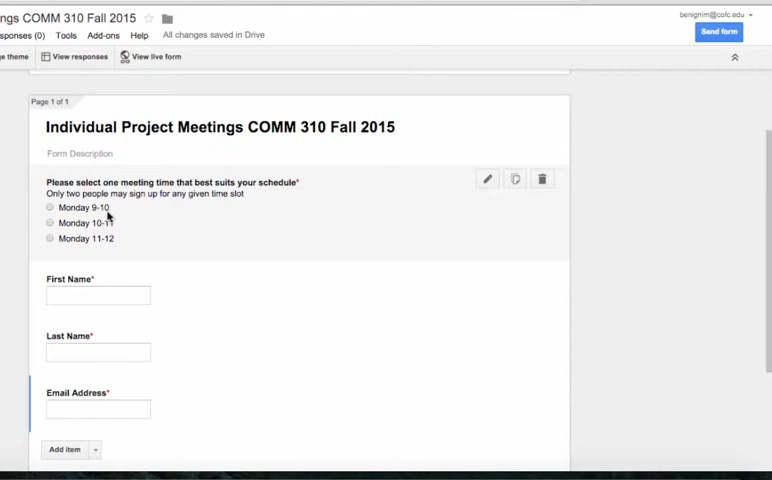 ngs COMM 310 Fall 2015
benignim@cofc.edu
sponses (0) Tools Add-ons Help All changes saved in Drive
Send form
ge theme View responses View live form
Page 1 of 1
Individual Project Meetings COMM 310 Fall 2015
Form Description
Please select one meeting time that best suits your schedule*
Only two people may sign up for any given time slot
Monday 9-10
Monday 10-11
Monday 11-12
First Name*
Last Name*
Email Address*
Add item